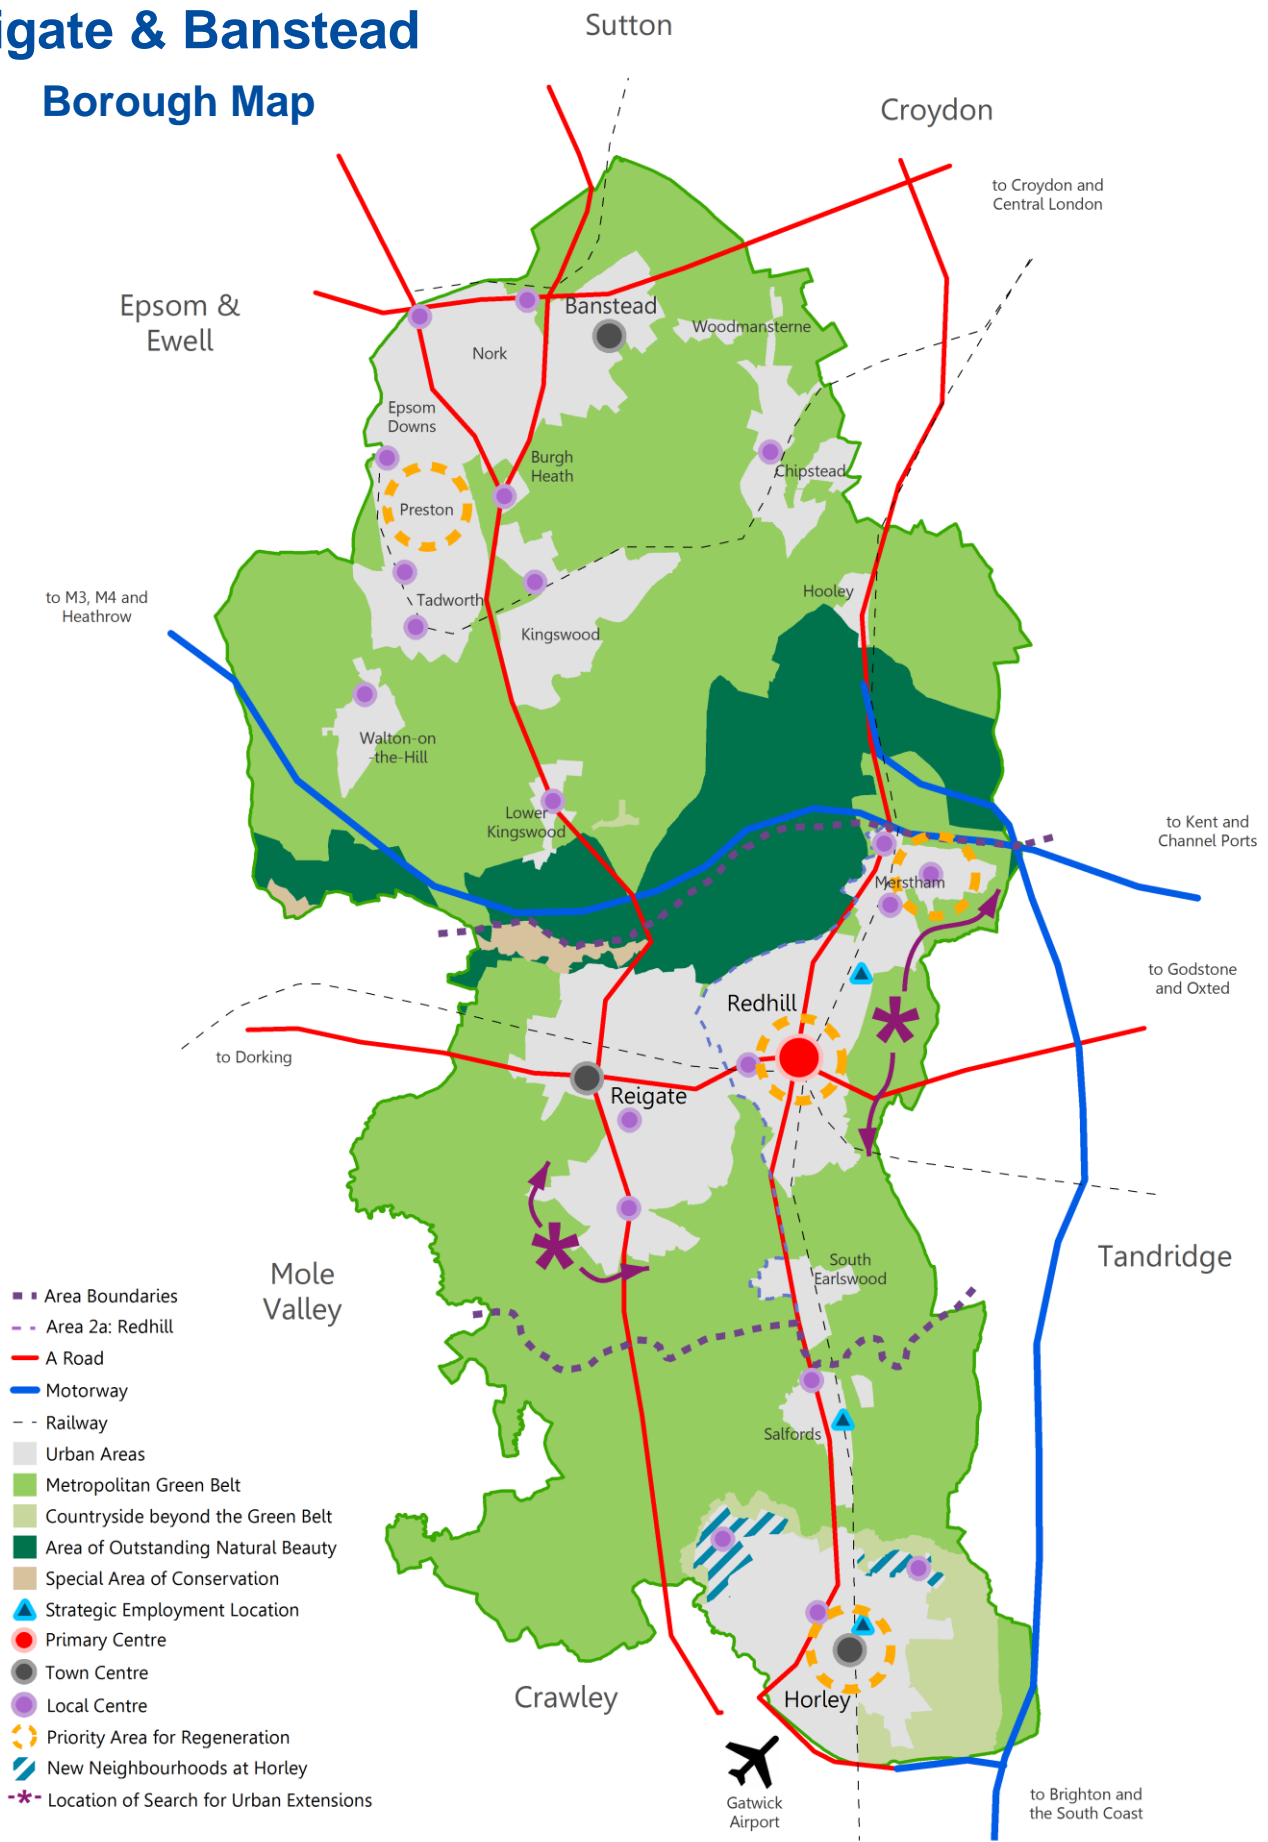 igate & Banstead
Borough Map
Sutton
Croydon
to Croydon and
Central London
Epsom &
Ewell
Banstead
Woodmansterne
Nork
Epsom
Downs
Burgh
Heath
Chipstead
Preston
to M3, M4 and
Heathrow
Hooley
Tadworth
Kingswood
Walton-on
-the-Hill
Lower
Kingswood
to Kent and
Channel Ports
Merstham
to Godstone
and Oxted
Redhill
to Dorking
Reigate
Tandridge
South
Earlswood
Mole
Valley
Salfords
Crawley
Horley
Gatwick
Airport
to Brighton and
the South Coast
Area Boundaries
Area 2a: Redhill
A Road
Motorway
Railway
Urban Areas
Metropolitan Green Belt
Countryside beyond the Green Belt
Area of Outstanding Natural Beauty
Special Area of Conservation
Strategic Employment Location
Primary Centre
Town Centre
Local Centre
Priority Area for Regeneration
New Neighbourhoods at Horley
Location of Search for Urban Extensions